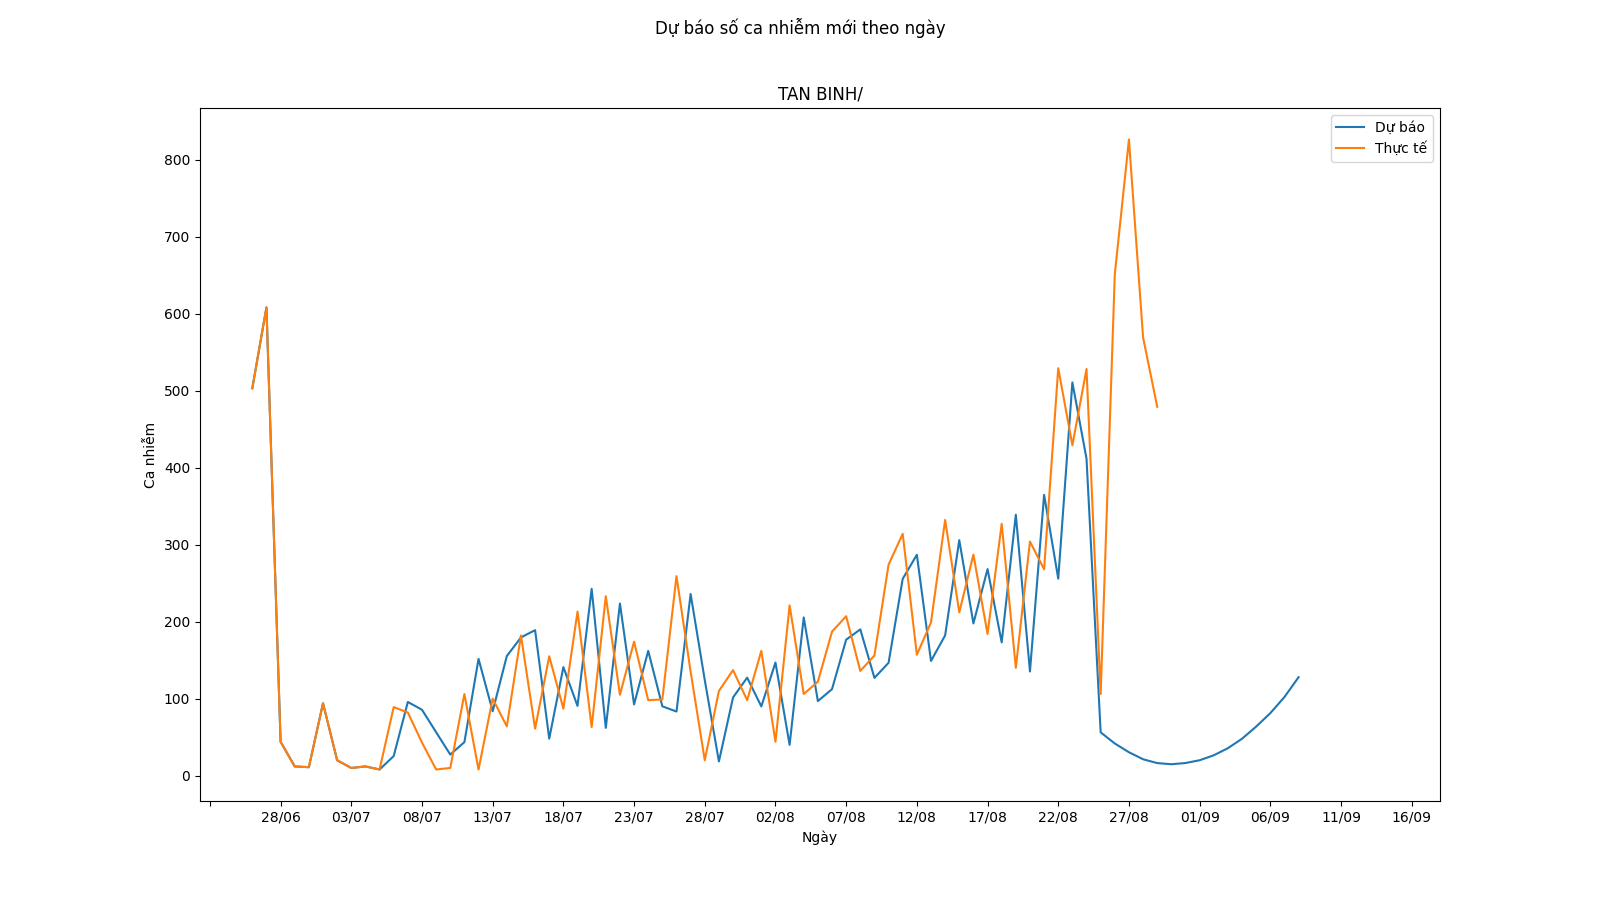 Dự báo số ca nhiễm mới theo ngày
TAN BINH/
Dự báo
Thực tế
800
700
600
500
400
300
200
100
0
Ca nhiễm
28/06 03/07 08/07 13/07 18/07 23/07 28/07 02/08 07/08 12/08 17/08 22/08 27/08 01/09 06/09 11/09 16/09
Ngày